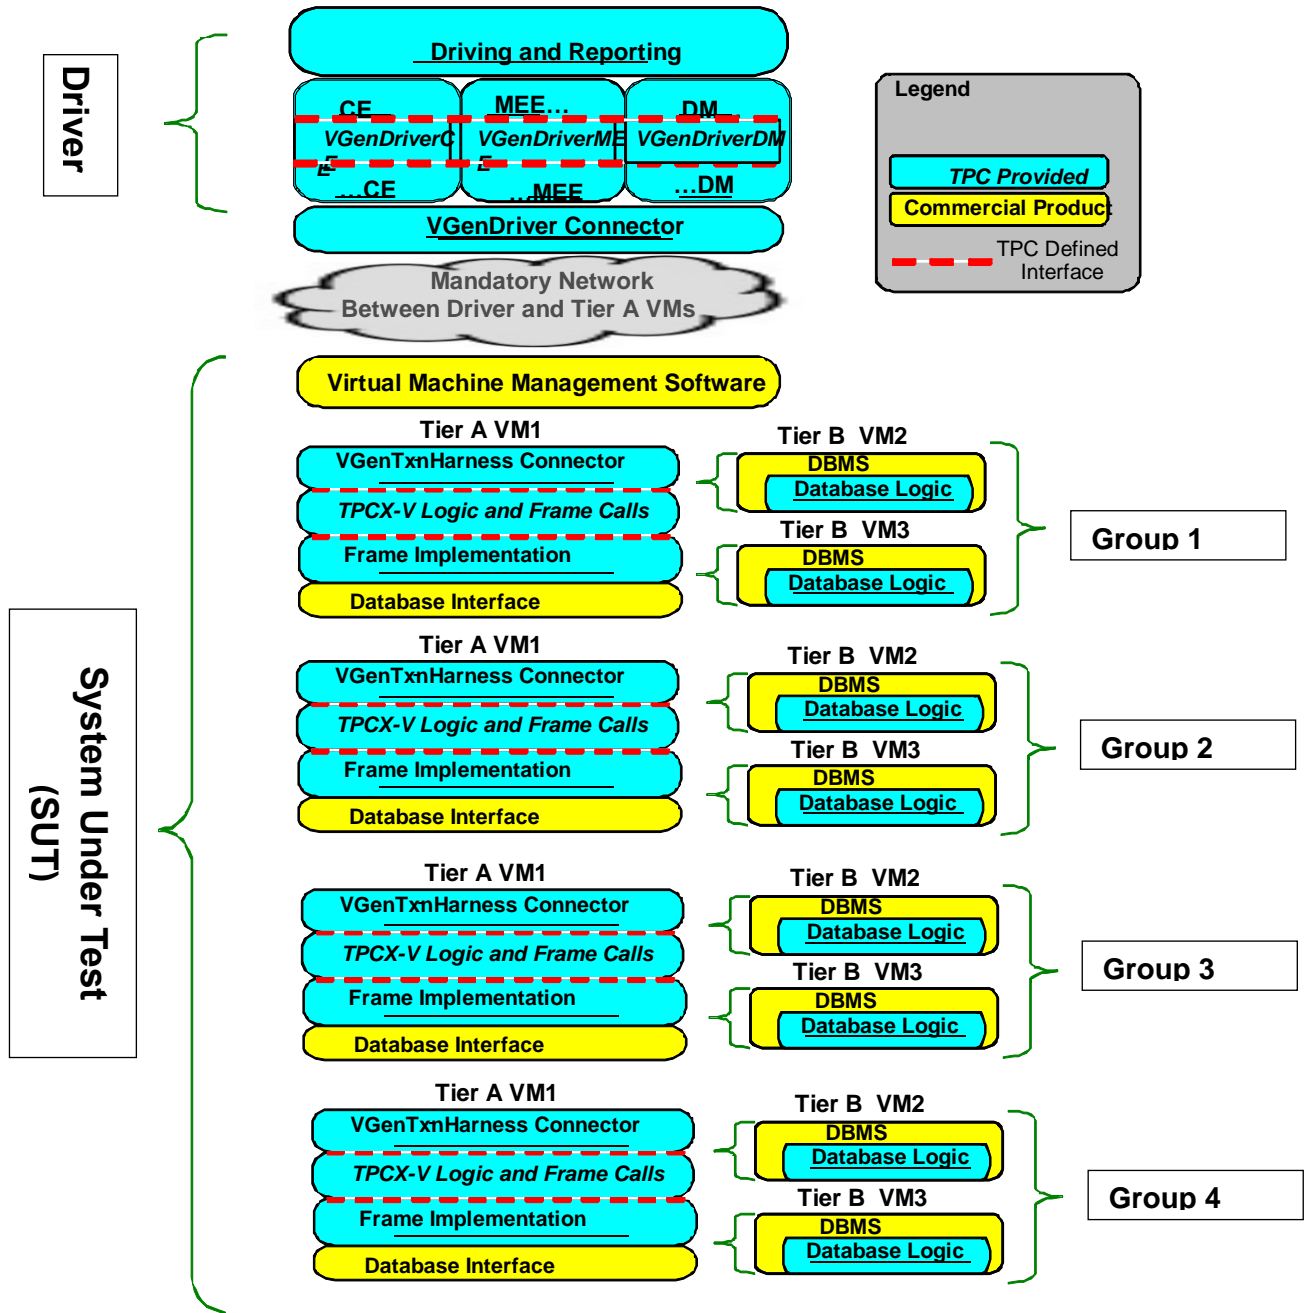 Driver
Driving and Reporting
CE
MEE…
DM
VGenDriverC
E
VGenDriverME
E
VGenDriverDM
…CE
…MEE
…DM
VGenDriver Connector
Mandatory Network
Between Driver and Tier A VMs
Legend
TPC Provided
Commercial Product
TPC Defined
Interface
System Under Test
(SUT)
Virtual Machine Management Software
Tier A VM1
VGenTxnHarness Connector
TPCX-V Logic and Frame Calls
Frame Implementation
Database Interface
Tier B VM2
DBMS
Database Logic
Tier B VM3
DBMS
Database Logic
Group 1
Tier A VM1
VGenTxnHarness Connector
TPCX-V Logic and Frame Calls
Frame Implementation
Database Interface
Tier B VM2
DBMS
Database Logic
Tier B VM3
DBMS
Database Logic
Group 2
Tier A VM1
VGenTxnHarness Connector
TPCX-V Logic and Frame Calls
Frame Implementation
Database Interface
Tier B VM2
DBMS
Database Logic
Tier B VM3
DBMS
Database Logic
Group 3
Tier A VM1
VGenTxnHarness Connector
TPCX-V Logic and Frame Calls
Frame Implementation
Database Interface
Tier B VM2
DBMS
Database Logic
Tier B VM3
DBMS
Database Logic
Group 4